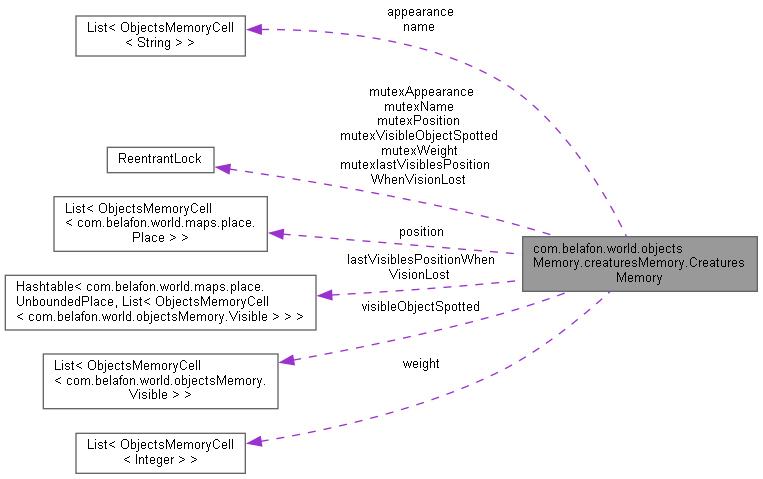 appearance
name
List< ObjectsMemoryCell
< String > >
mutexAppearance
mutexName
mutexPosition
mutexVisibleObjectSpotted
mutexWeight
mutexlastVisiblesPosition
WhenVisionLost
ReentrantLock
List< ObjectsMemoryCell
< com.belafon.world.maps.place.
Place > >
position
com.belafon.world.objects
Memory.creaturesMemory.Creatures
Memory
lastVisiblesPositionWhen
VisionLost
Hashtable< com.belafon.world.maps.place.
UnboundedPlace, List< ObjectsMemoryCell
< com.belafon.world.objectsMemory.Visible > > >
visibleObjectSpotted
List< ObjectsMemoryCell
< com.belafon.world.objectsMemory.
Visible > >
weight
List< ObjectsMemoryCell
< Integer > >